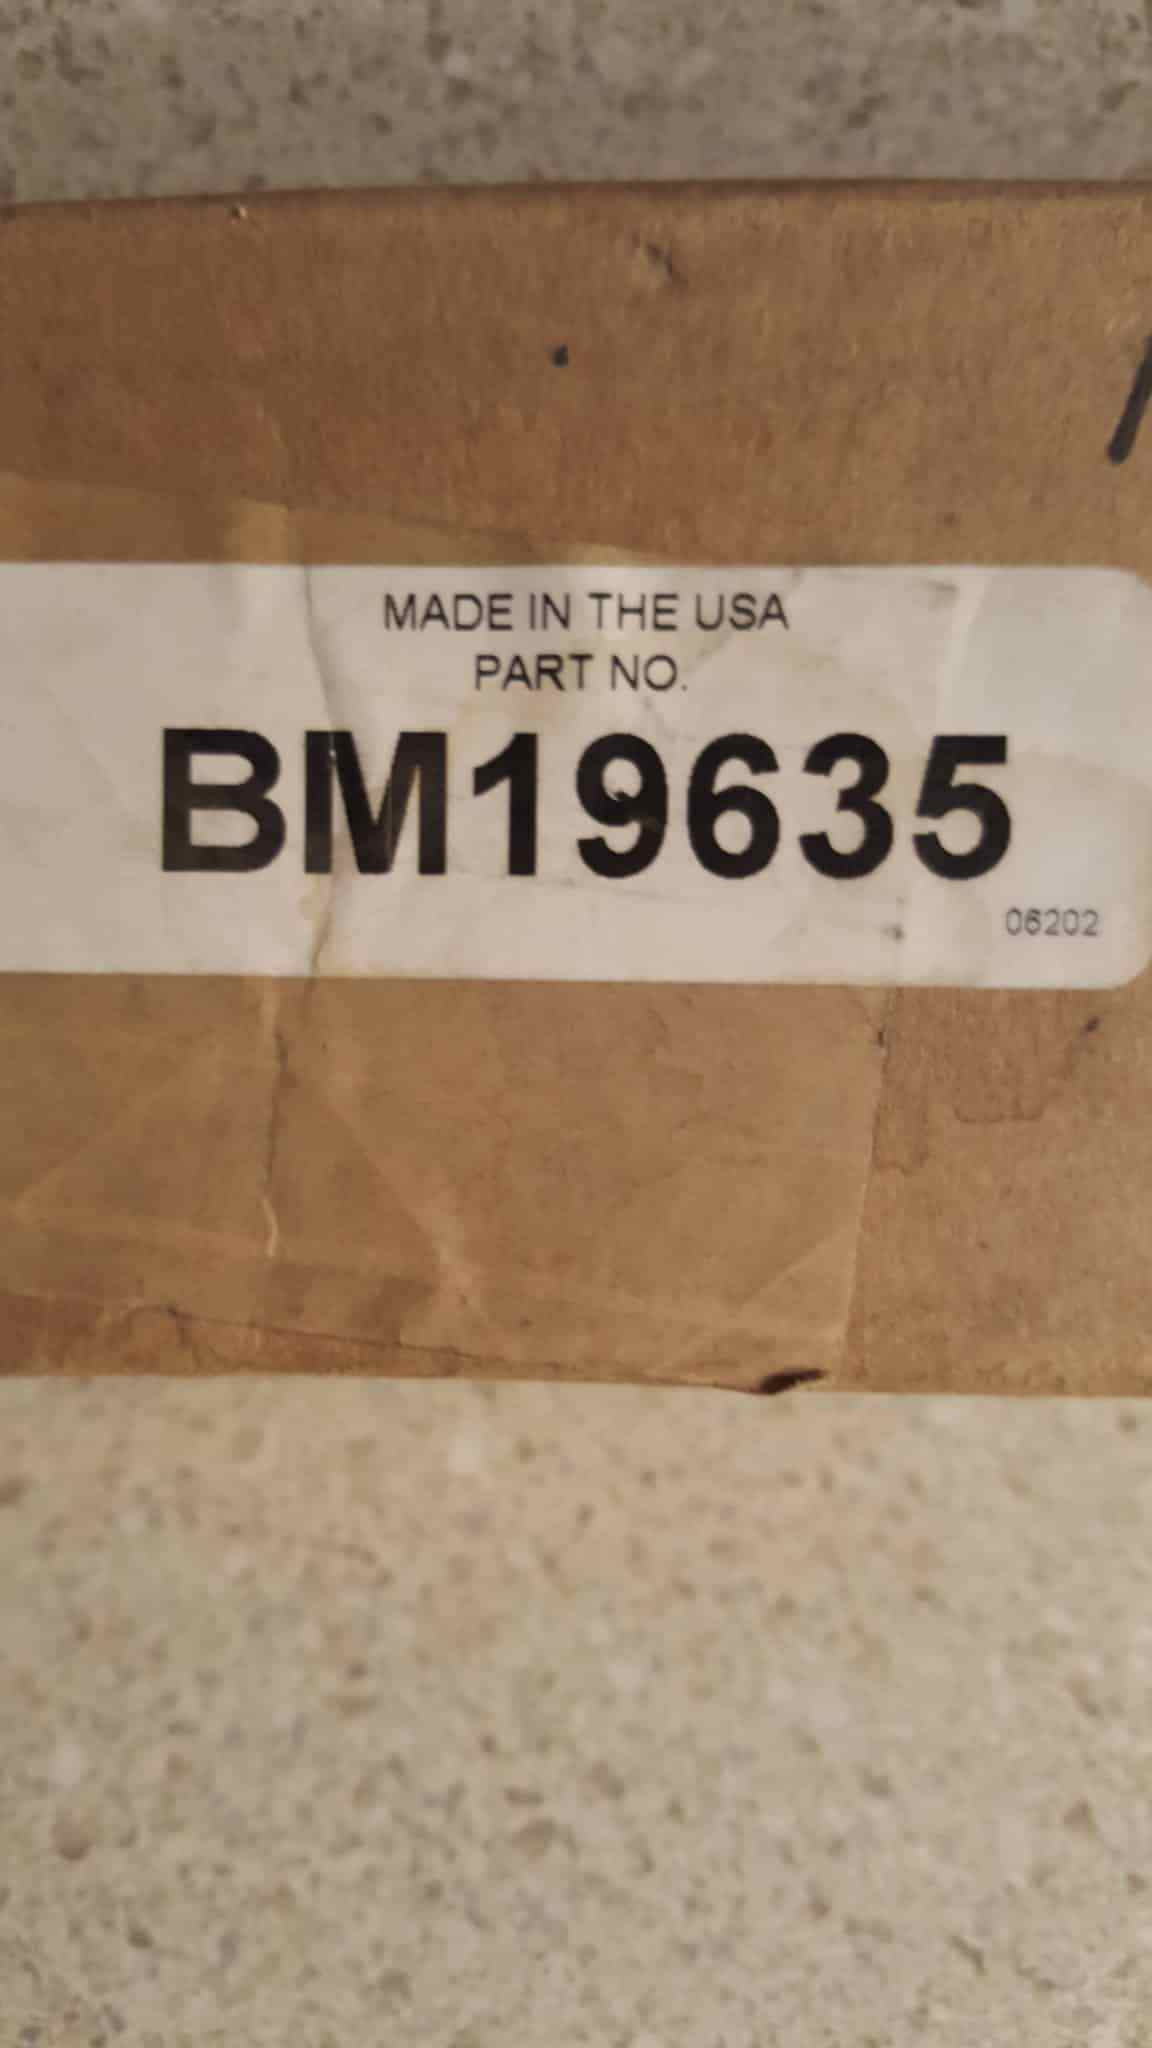 MADE IN THE USA
PART NO.
BM19635
06202